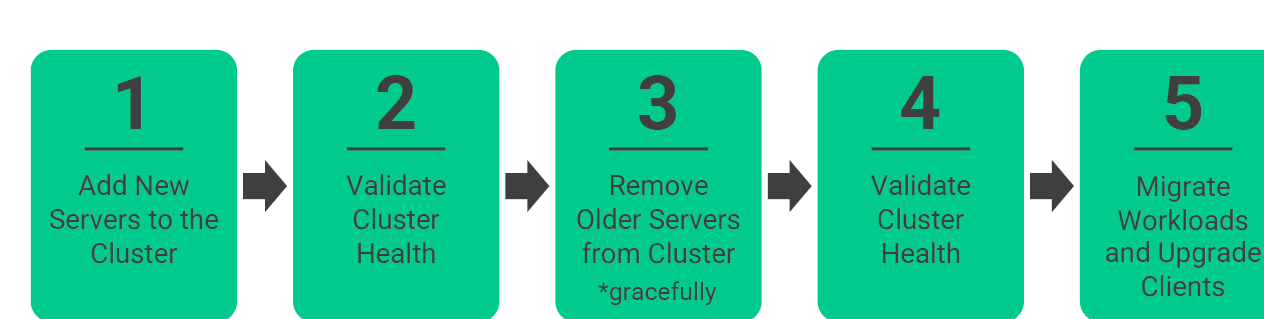 1
Add New
Servers to the
Cluster
2
Validate
Cluster
Health
3
Remove
Older Servers
from Cluster
*gracefully
4
Validate
Cluster
Health
5
Migrate
Workloads
and Upgrade
Clients